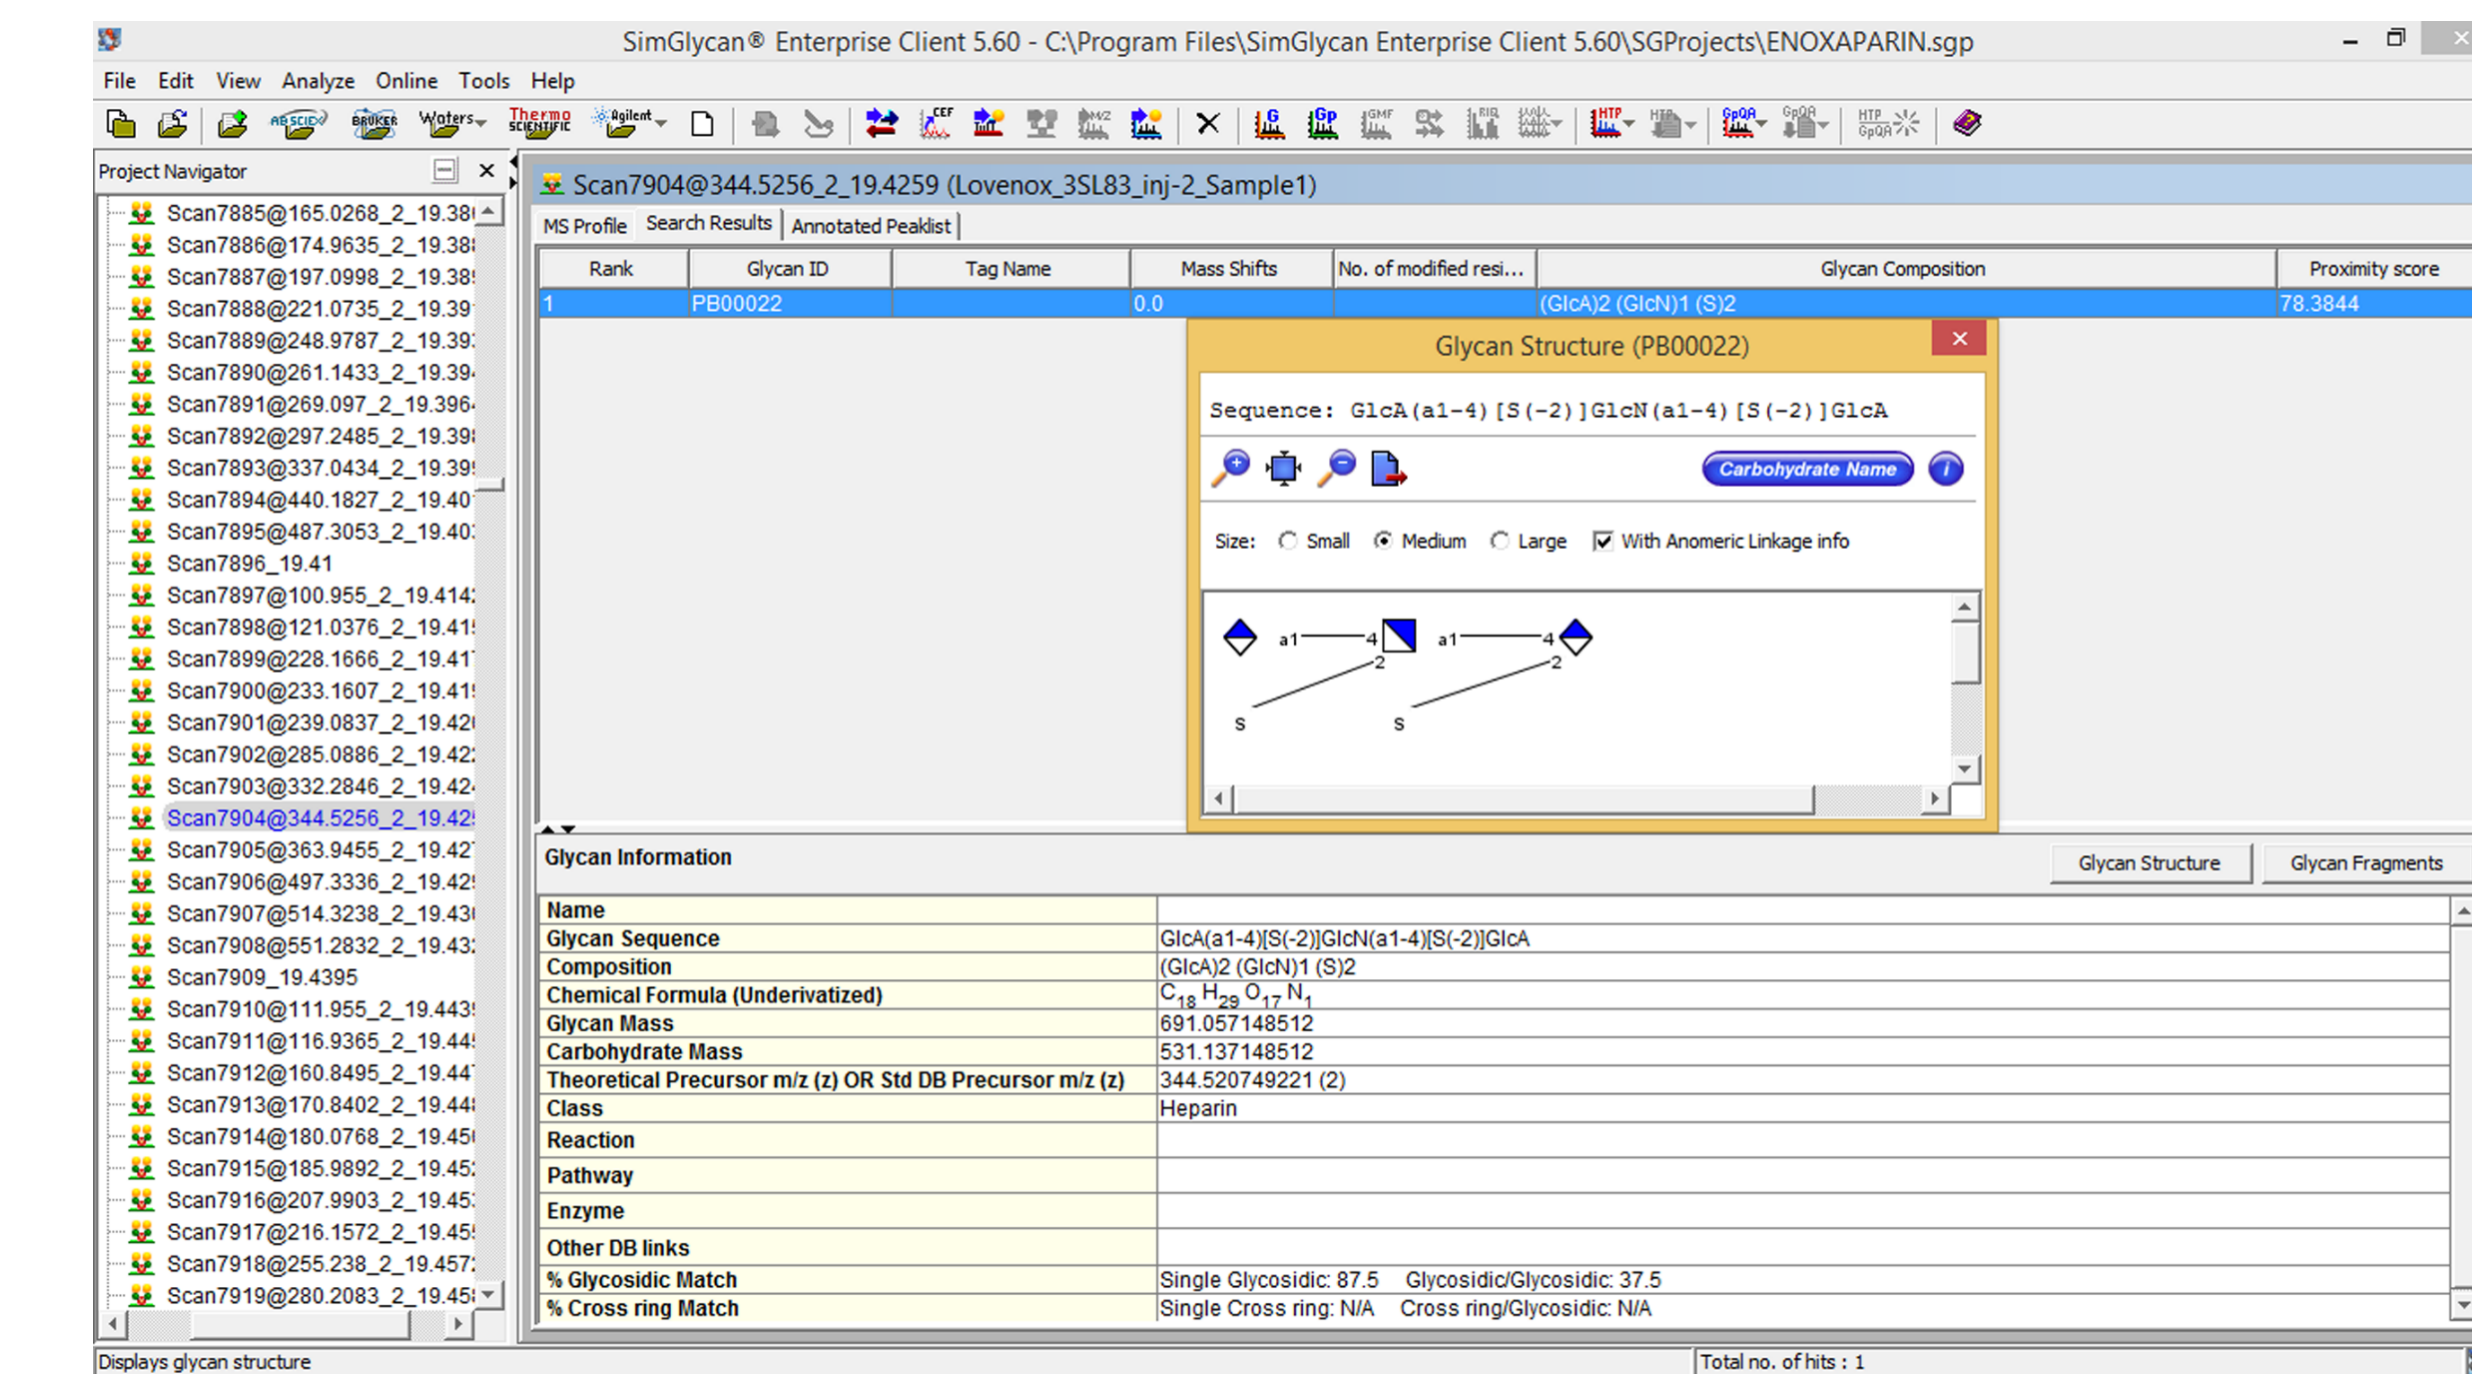 SimGlycan® Enterprise Client 5.60 - C:\Program Files\SimGlycan Enterprise Client 5.60\SGProjects\ENOXAPARIN.sgp
File Edit View Analyze Online Tools Help
AB SCIEX BRUKER Waters Thermo SCIENTIFIC Agilent CEF M/Z G GP GMF RIQ HTP HTP GpQA GpQA HTP GpQA
Project Navigator
Scan7885@165.0268_2_19.38
Scan7886@174.9635_2_19.38
Scan7887@197.0998_2_19.38
Scan7888@221.0735_2_19.39
Scan7889@248.9787_2_19.39
Scan7890@261.1433_2_19.39
Scan7891@269.097_2_19.396
Scan7892@297.2485_2_19.39
Scan7893@337.0434_2_19.39
Scan7894@440.1827_2_19.40
Scan7895@487.3053_2_19.40
Scan7896_19.41
Scan7897@100.955_2_19.414
Scan7898@121.0376_2_19.41
Scan7899@228.1666_2_19.41
Scan7900@233.1607_2_19.41
Scan7901@239.0837_2_19.42
Scan7902@285.0886_2_19.42
Scan7903@332.2846_2_19.42
Scan7904@344.5256_2_19.42
Scan7905@363.9455_2_19.42
Scan7906@497.3336_2_19.42
Scan7907@514.3238_2_19.43
Scan7908@551.2832_2_19.43
Scan7909_19.4395
Scan7910@111.955_2_19.443
Scan7911@116.9365_2_19.44
Scan7912@160.8495_2_19.44
Scan7913@170.8402_2_19.44
Scan7914@180.0768_2_19.45
Scan7915@185.9892_2_19.45
Scan7916@207.9903_2_19.45
Scan7917@216.1572_2_19.45
Scan7918@255.238_2_19.457
Scan7919@280.2083_2_19.45
Scan7904@344.5256_2_19.4259 (Lovenox_3SL83_inj-2_Sample1)
MS Profile Search Results Annotated Peaklist
Rank Glycan ID Tag Name Mass Shifts No. of modified resi... Glycan Composition Proximity score
1 PB00022 0.0 (GlcA)2 (GlcN)1 (S)2 78.3844
Glycan Structure (PB00022)
Sequence: GlcA(a1-4)[S(-2)]GlcN(a1-4)[S(-2)]GlcA
Carbohydrate Name i
Size: Small Medium Large With Anomeric Linkage info
a1 4 a1 4
2 2
S S
Glycan Information
Glycan Structure Glycan Fragments
Name
Glycan Sequence GlcA(a1-4)[S(-2)]GlcN(a1-4)[S(-2)]GlcA
Composition (GlcA)2 (GlcN)1 (S)2
Chemical Formula (Underivatized) C18 H29 O17 N1
Glycan Mass 691.057148512
Carbohydrate Mass 531.137148512
Theoretical Precursor m/z (z) OR Std DB Precursor m/z (z) 344.520749221 (2)
Class Heparin
Reaction
Pathway
Enzyme
Other DB links
% Glycosidic Match Single Glycosidic: 87.5 Glycosidic/Glycosidic: 37.5
% Cross ring Match Single Cross ring: N/A Cross ring/Glycosidic: N/A
Displays glycan structure Total no. of hits : 1